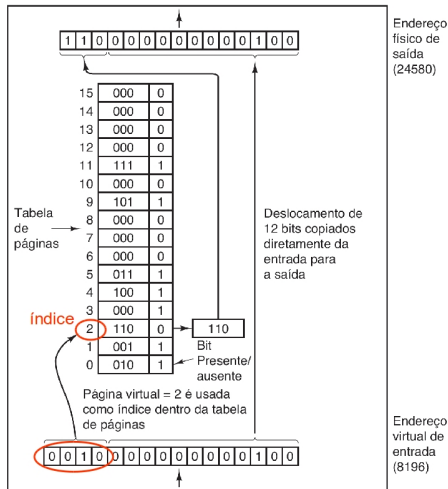 1 1 0 0 0 0 0 0 0 0 0 0 1 0 0
Endereço
físico de
saída
(24580)
15 000 0
14 000 0
13 000 0
12 000 0
11 111 1
10 000 0
9 101 1
8 000 0
7 000 0
6 000 0
5 011 1
4 100 1
3 000 1
2 110 0 110
1 001 1
0 010 1
Tabela
de
páginas
índice
Bit
Presente/
ausente
Deslocamento de
12 bits copiados
diretamente da
entrada para
a saída
Página virtual = 2 é usada
como índice dentro da tabela
de páginas
0 0 1 0 0 0 0 0 0 0 0 0 0 1 0 0
Endereço
virtual de
entrada
(8196)